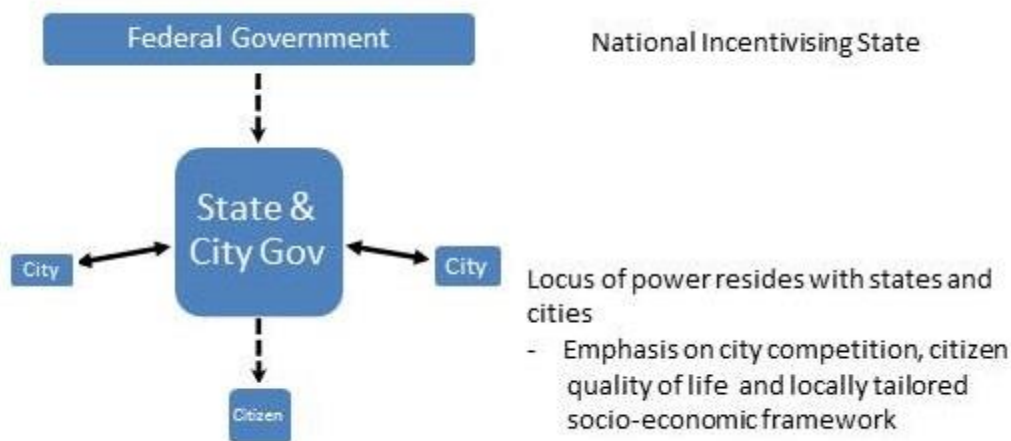 Federal Government
National Incentivising State
State &
City Gov
City
City
Locus of power resides with states and
cities
- Emphasis on city competition, citizen
quality of life and locally tailored
socio-economic framework
Citizen